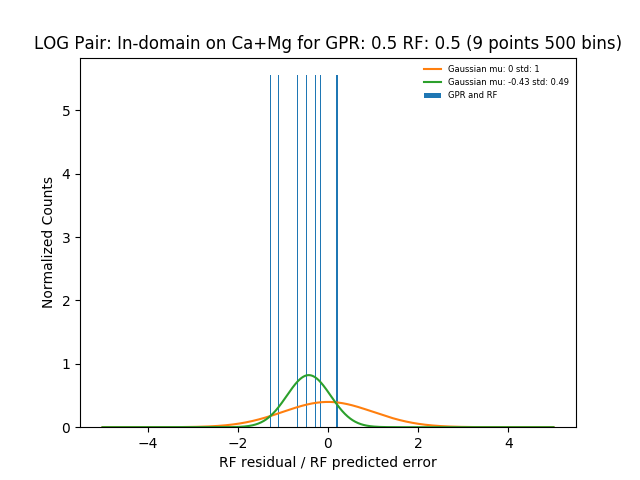 LOG Pair: In-domain on Ca+Mg for GPR: 0.5 RF: 0.5 (9 points 500 bins)
Gaussian mu: 0 std: 1
Gaussian mu: -0.43 std: 0.49
GPR and RF
Normalized Counts
5
4
3
2
1
0
−4 −2 0 2 4
RF residual / RF predicted error